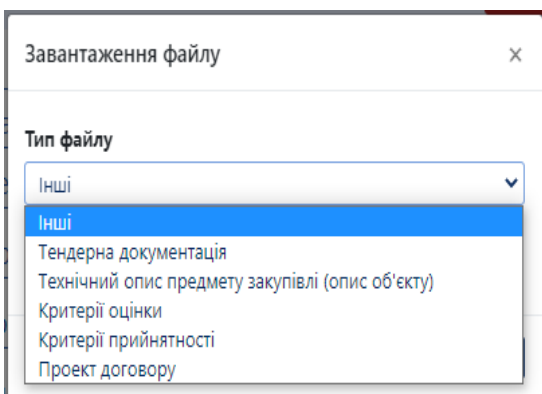 Завантаження файлу
Тип файлу
Інші
Інші
Тендерна документація
Технічний опис предмету закупівлі (опис об'єкту)
Критерії оцінки
Критерії прийнятності
Проект договору